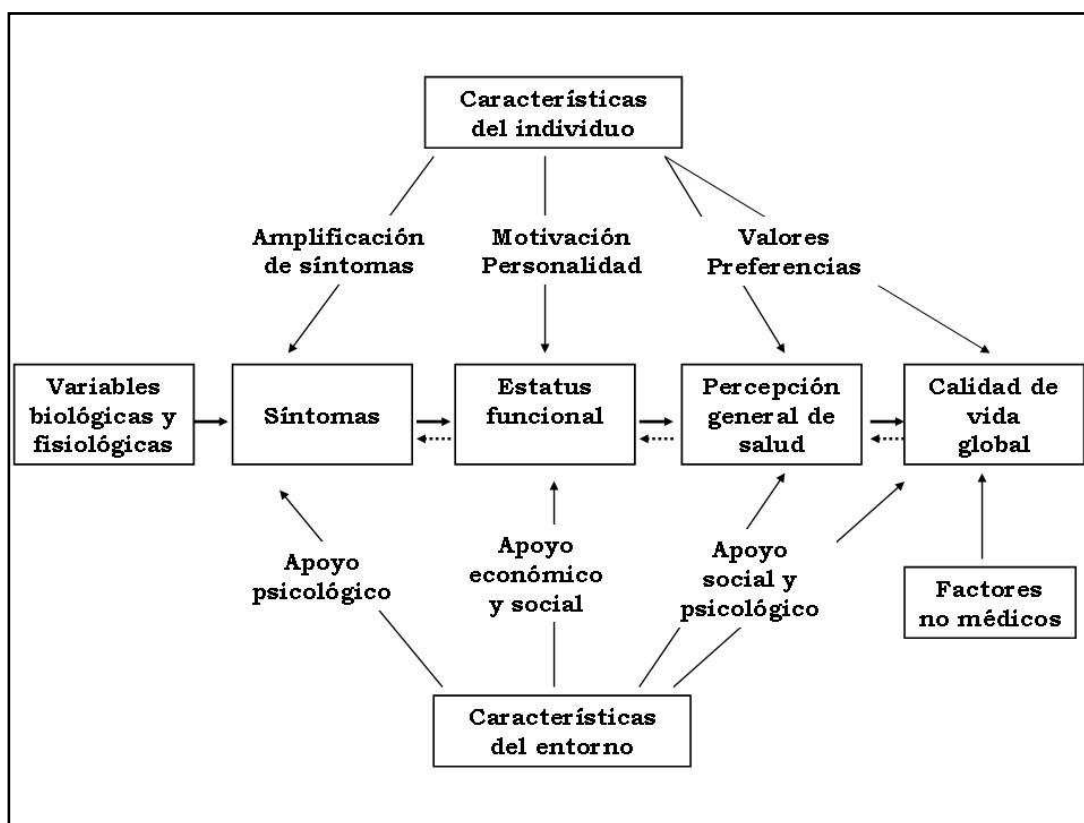 Características
del individuo
Amplificación
de síntomas
Motivación
Personalidad
Valores
Preferencias
Variables
biológicas y
fisiológicas
Síntomas
Estatus
funcional
Percepción
general de
salud
Calidad de
vida
global
Apoyo
psicológico
Apoyo
económico
y social
Apoyo
social y
psicológico
Factores
no médicos
Características
del entorno